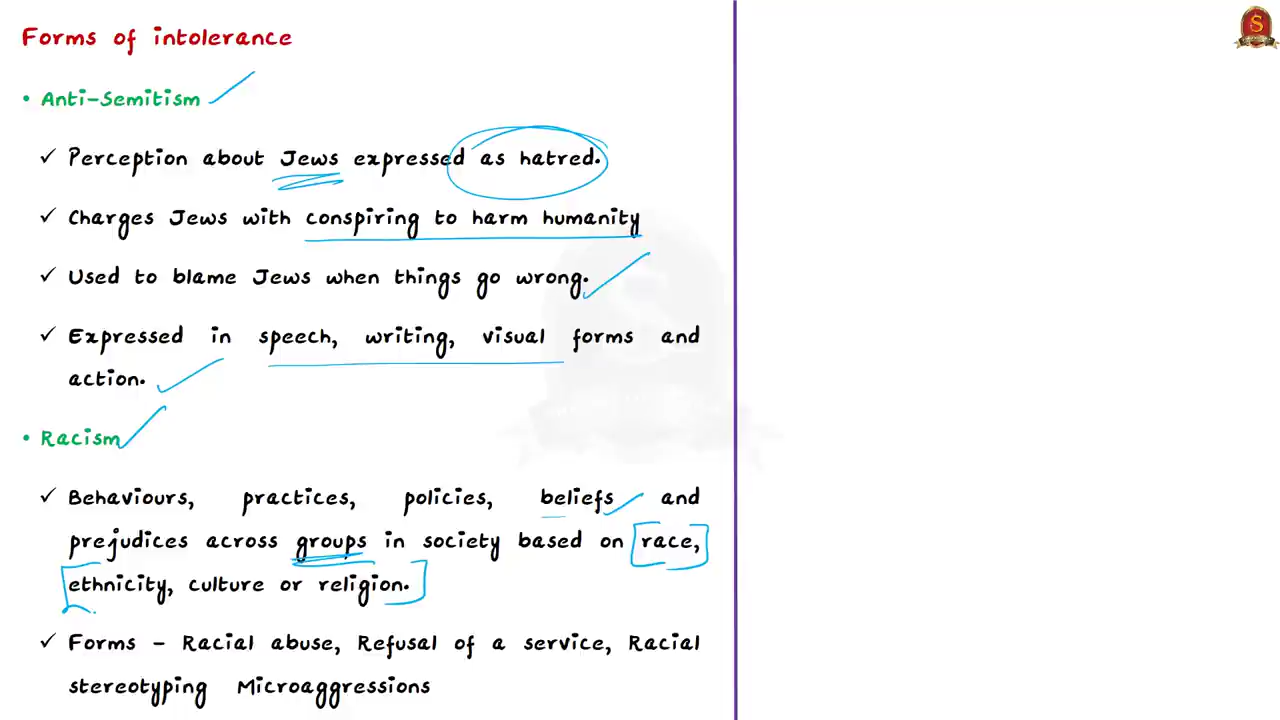 Forms of intolerance
• Anti-Semitism
✓ Perception about Jews expressed as hatred.
✓ Charges Jews with conspiring to harm humanity
✓ Used to blame Jews when things go wrong.
✓ Expressed in speech, writing, visual forms and
action.
• Racism
✓ Behaviours, practices, policies, beliefs and
prejudices across groups in society based on race,
ethnicity, culture or religion.
✓ Forms - Racial abuse, Refusal of a service, Racial
stereotyping Microaggressions
S